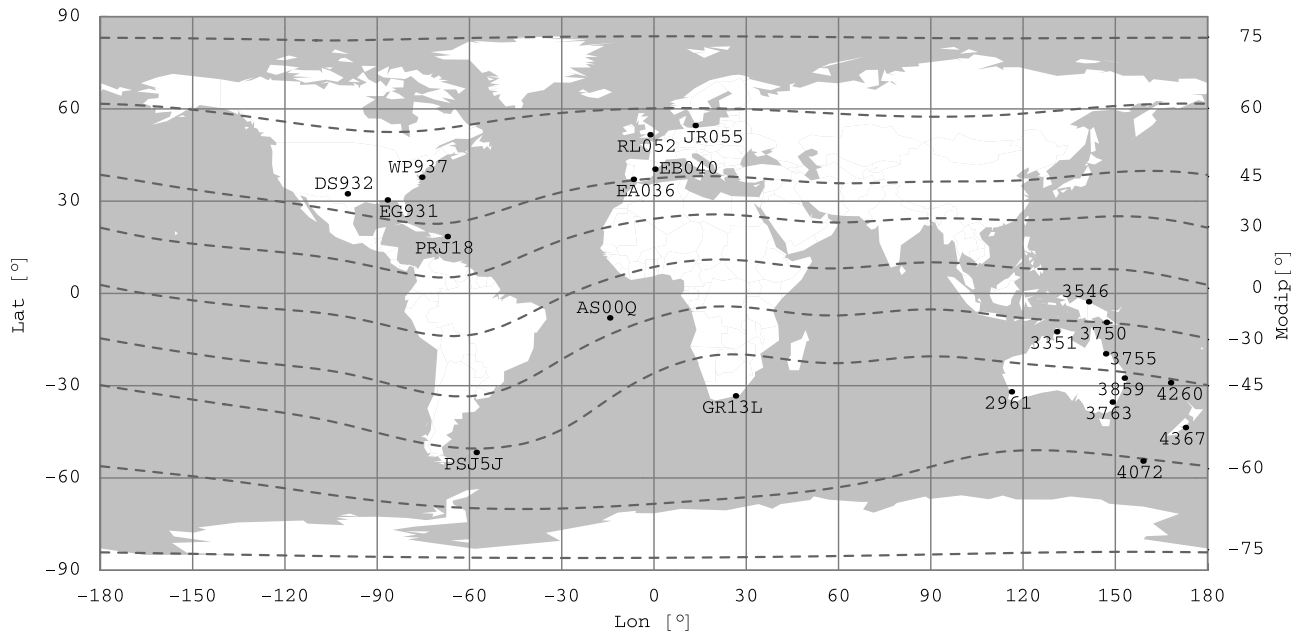 90
75
60
60
JR055
RL052
WP937
EB040
45
DS932
EA036
30
EG931
30
PRJ18
Lat [°]
0
0
Modip[°]
3546
AS00Q
3750
3351
-30
3755
-30
3859
4260
-45
2961
3763
GR13L
4367
PSJ5J
4072
-60
-60
-75
-90
-180 -150 -120 -90 -60 -30 0 30 60 90 120 150 180
Lon [°]